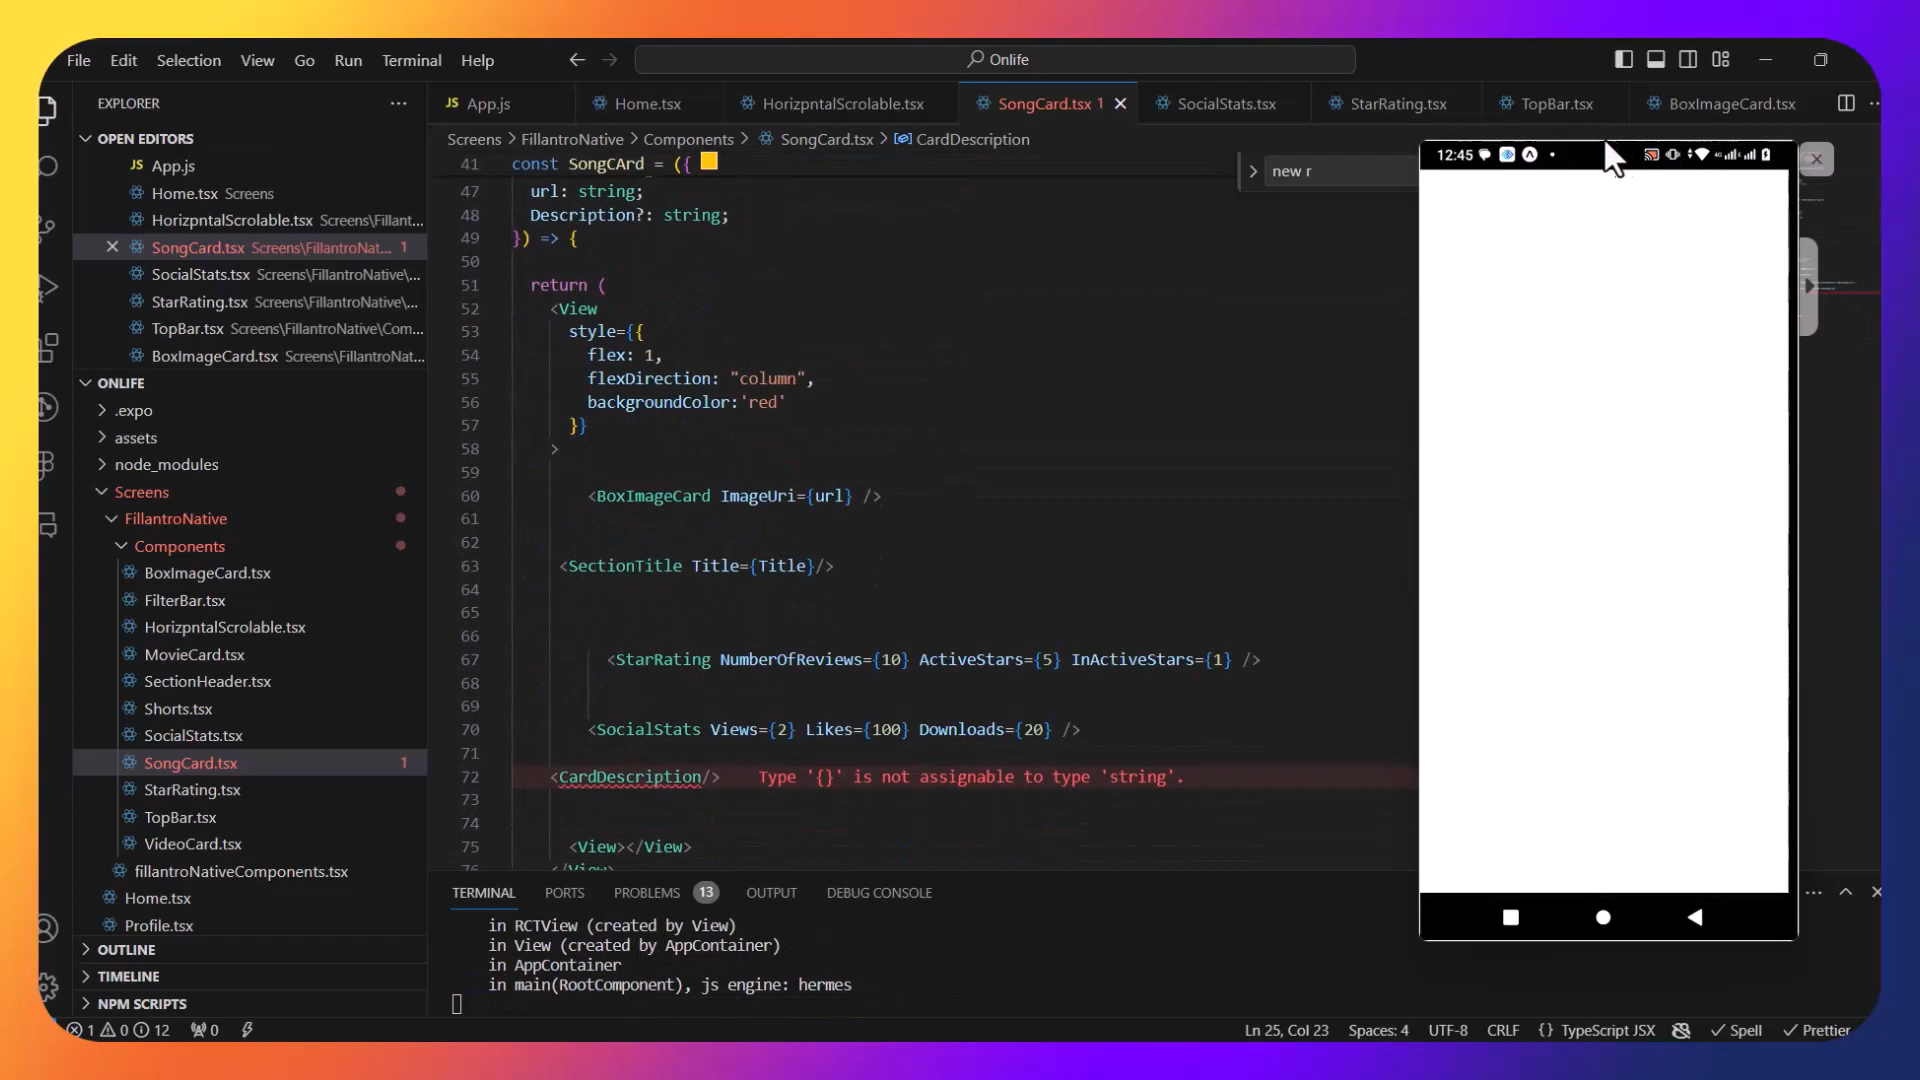 File Edit Selection View Go Run Terminal Help
Onlife
EXPLORER
OPEN EDITORS
App.js
Home.tsx Screens
HorizpntalScrolable.tsx Screens\Fillant...
SongCard.tsx Screens\FillantroNat... 1
SocialStats.tsx Screens\FillantroNative\...
StarRating.tsx Screens\FillantroNative\...
TopBar.tsx Screens\FillantroNative\Com...
BoxImageCard.tsx Screens\FillantroNat...
ONLIFE
.expo
assets
node_modules
Screens
FillantroNative
Components
BoxImageCard.tsx
FilterBar.tsx
HorizpntalScrolable.tsx
MovieCard.tsx
SectionHeader.tsx
Shorts.tsx
SocialStats.tsx
SongCard.tsx 1
StarRating.tsx
TopBar.tsx
VideoCard.tsx
fillantroNativeComponents.tsx
Home.tsx
Profile.tsx
OUTLINE
TIMELINE
NPM SCRIPTS
JS App.js Home.tsx HorizpntalScrolable.tsx SongCard.tsx 1 SocialStats.tsx StarRating.tsx TopBar.tsx BoxImageCard.tsx
Screens > FillantroNative > Components > SongCard.tsx > CardDescription
new r
41 const SongCArd = ({
47 url: string;
48 Description?: string;
49 }) => {
50
51 return (
52 <View
53 style={{
54 flex: 1,
55 flexDirection: "column",
56 backgroundColor:'red'
57 }}
58 >
59
60 <BoxImageCard ImageUri={url} />
61
62
63 <SectionTitle Title={Title}/>
64
65
66
67 <StarRating NumberOfReviews={10} ActiveStars={5} InActiveStars={1} />
68
69
70 <SocialStats Views={2} Likes={100} Downloads={20} />
71
72 <CardDescription/> Type '{}' is not assignable to type 'string'.
73
74
75 <View></View>
76 </View>
12:45
TERMINAL PORTS PROBLEMS 13 OUTPUT DEBUG CONSOLE
in RCTView (created by View)
in View (created by AppContainer)
in AppContainer
in main(RootComponent), js engine: hermes
1 0 12 0 Ln 25, Col 23 Spaces: 4 UTF-8 CRLF {} TypeScript JSX Spell Prettier